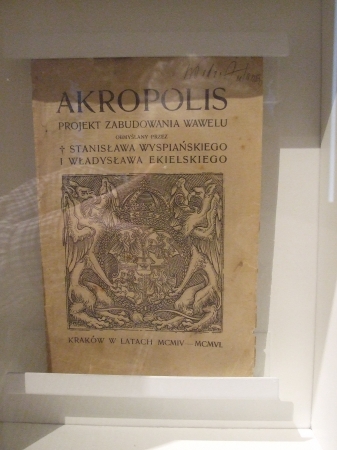 AKROPOLIS
PROJEKT ZABUDOWANIA WAWELU
OBMYŚLANY PRZEZ
† STANISŁAWA WYSPIAŃSKIEGO
I WŁADYSŁAWA EKIELSKIEGO
KRAKÓW W LATACH MCMIV—MCMVI.